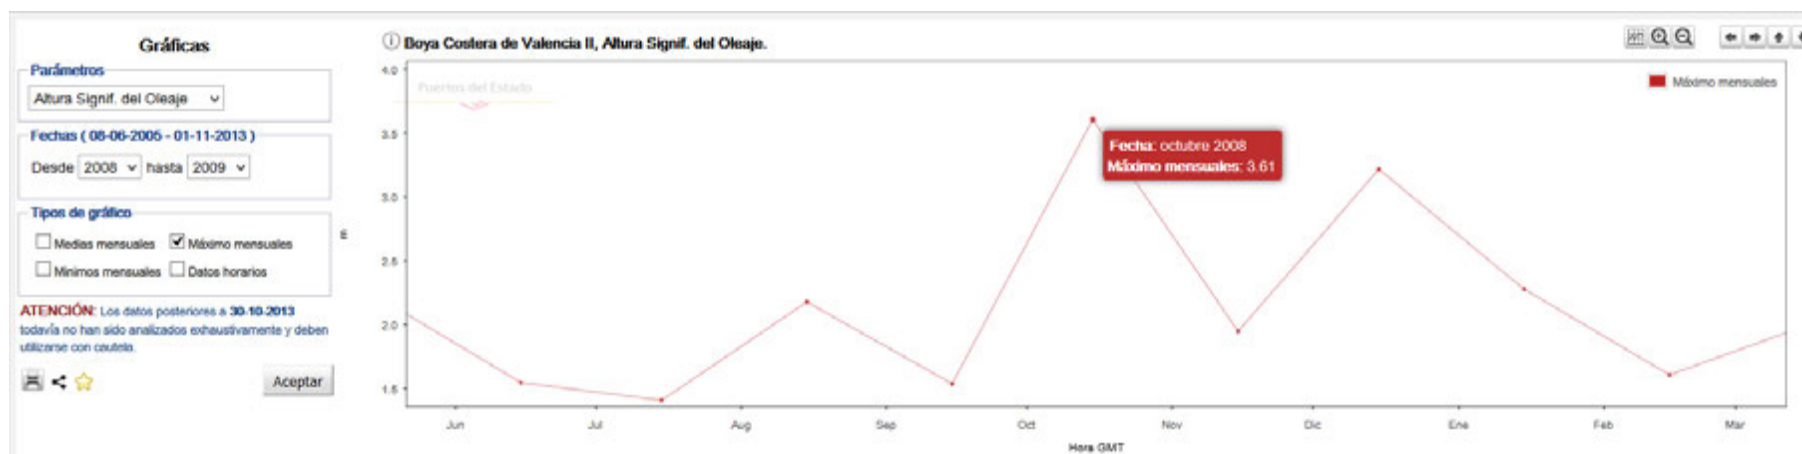 Gráficas
Parámetros
Altura Signif. del Oleaje
Fechas ( 08-06-2005 - 01-11-2013 )
Desde 2008 hasta 2009
Tipos de gráfico
Medias mensuales Máximo mensuales
Mínimos mensuales Datos horarios
ATENCIÓN: Los datos posteriores a 30-10-2013
todavía no han sido analizados exhaustivamente y deben
utilizarse con cautela.
Aceptar
Boya Costera de Valencia II, Altura Signif. del Oleaje.
Puertos del Estado
Máximo mensuales
Fecha: octubre 2008
Máximo mensuales: 3.61
4.0
3.5
3.0
2.5
2.0
1.5
m
Jun Jul Aug Sep Oct Nov Dic Ene Feb Mar
Hora GMT